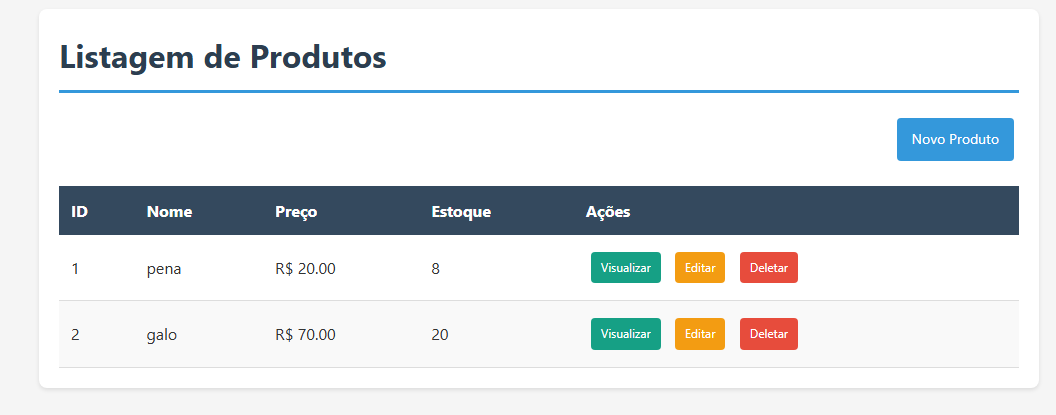 Listagem de Produtos
Novo Produto
ID Nome Preço Estoque Ações
1 pena R$ 20.00 8 Visualizar Editar Deletar
2 galo R$ 70.00 20 Visualizar Editar Deletar